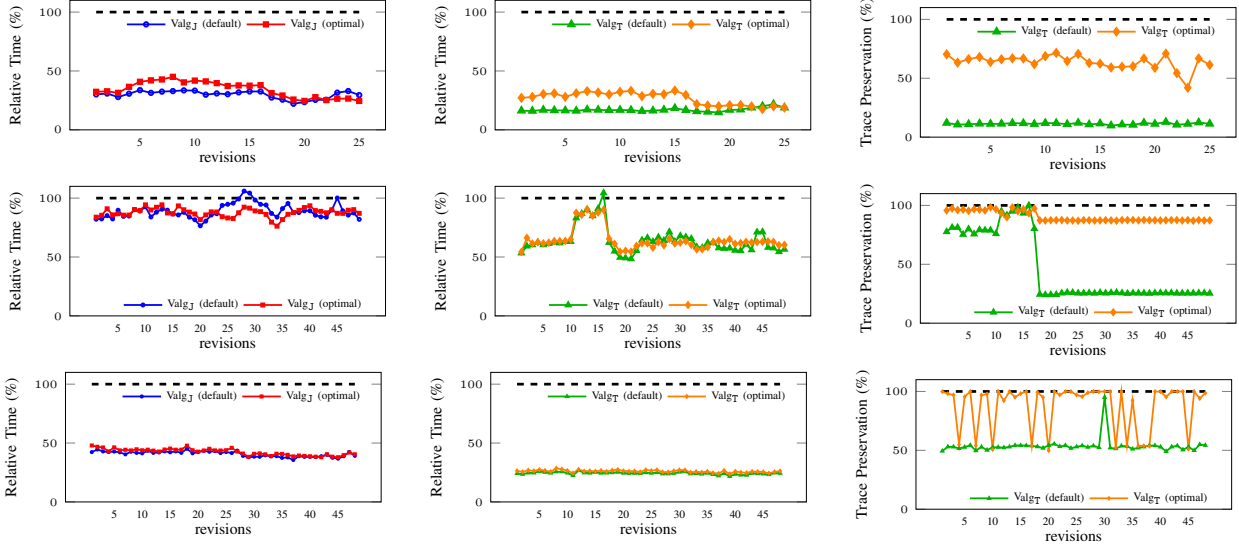 Relative Time (%)
100
50
0
Valg_J (default)
Valg_J (optimal)
5 10 15 20 25
revisions
Relative Time (%)
100
50
0
Valg_T (default)
Valg_T (optimal)
5 10 15 20 25
revisions
Trace Preservation (%)
100
50
0
Valg_T (default)
Valg_T (optimal)
5 10 15 20 25
revisions
Relative Time (%)
100
50
0
Valg_J (default)
Valg_J (optimal)
5 10 15 20 25 30 35 40 45
revisions
Relative Time (%)
100
50
0
Valg_T (default)
Valg_T (optimal)
5 10 15 20 25 30 35 40 45
revisions
Trace Preservation (%)
100
50
0
Valg_T (default)
Valg_T (optimal)
5 10 15 20 25 30 35 40 45
revisions
Relative Time (%)
100
50
0
Valg_J (default)
Valg_J (optimal)
5 10 15 20 25 30 35 40 45
revisions
Relative Time (%)
100
50
0
Valg_T (default)
Valg_T (optimal)
5 10 15 20 25 30 35 40 45
revisions
Trace Preservation (%)
100
50
0
Valg_T (default)
Valg_T (optimal)
5 10 15 20 25 30 35 40 45
revisions